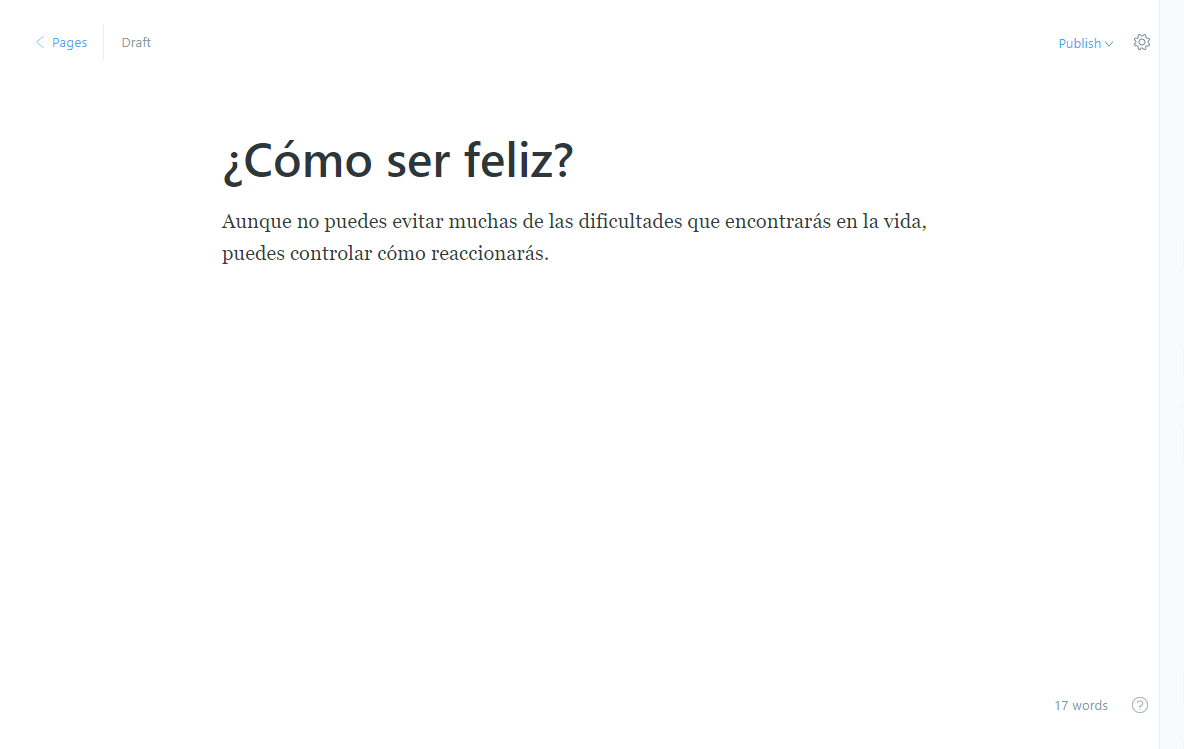 Pages
Draft
Publish
¿Cómo ser feliz?
Aunque no puedes evitar muchas de las dificultades que encontrarás en la vida,
puedes controlar cómo reaccionarás.
17 words
?